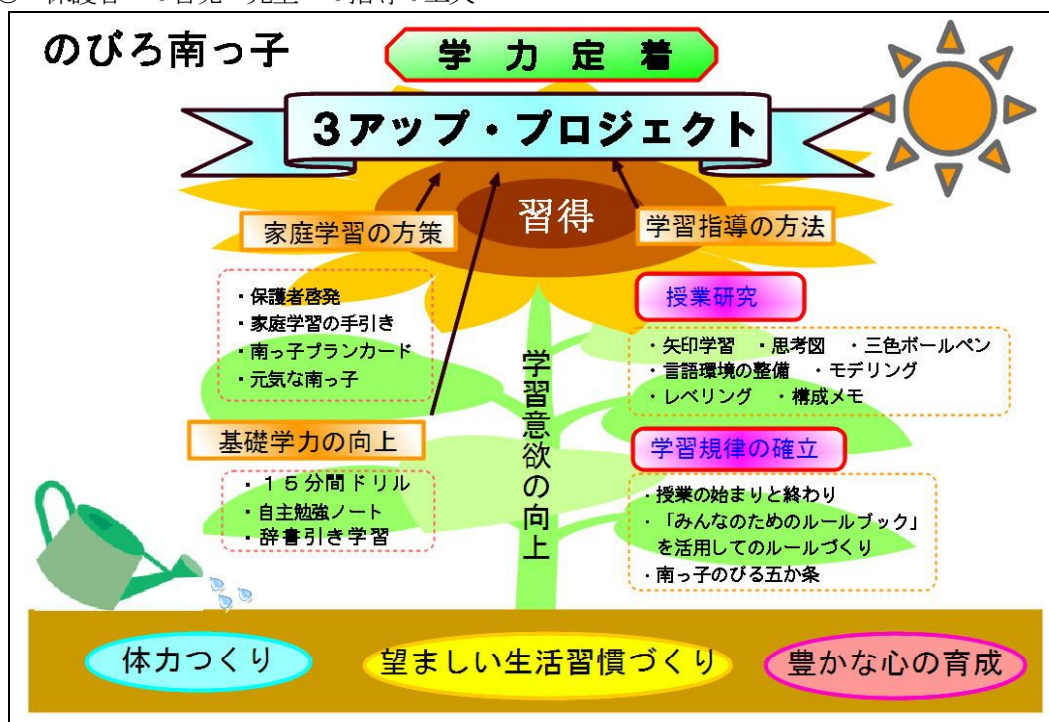 のびろ南っ子
学力定着
3アップ・プロジェクト
習得
家庭学習の方策
・保護者啓発
・家庭学習の手引き
・南っ子プランカード
・元気な南っ子
基礎学力の向上
・15分間ドリル
・自主勉強ノート
・辞書引き学習
学習意欲の向上
学習指導の方法
授業研究
・矢印学習 ・思考図 ・三色ボールペン
・言語環境の整備 ・モデリング
・レベリング ・構成メモ
学習規律の確立
・授業の始まりと終わり
・「みんなのためのルールブック」
を活用してのルールづくり
・南っ子のびる五か条
体力つくり
望ましい生活習慣づくり
豊かな心の育成